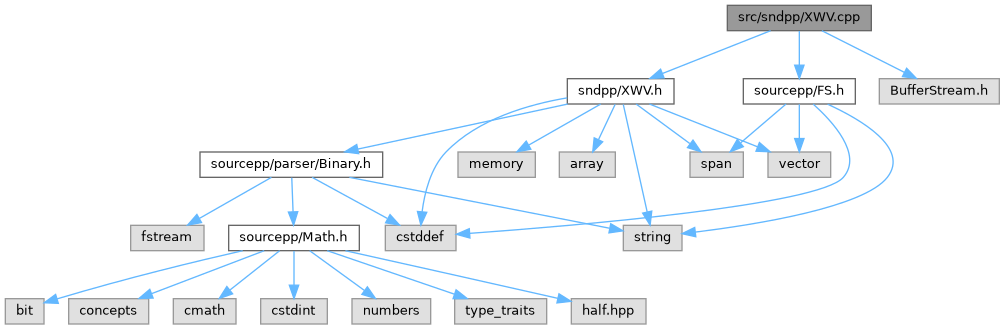 src/sndpp/XWV.cpp
sndpp/XWV.h
sourcepp/FS.h
BufferStream.h
sourcepp/parser/Binary.h
memory
array
span
vector
fstream
sourcepp/Math.h
cstddef
string
bit
concepts
cmath
cstdint
numbers
type_traits
half.hpp